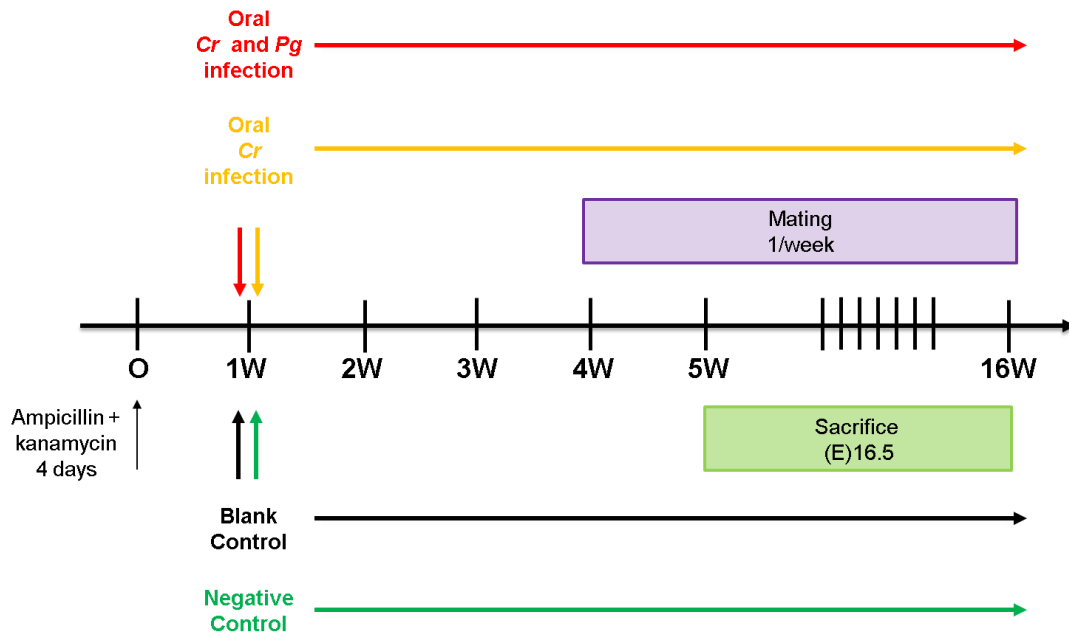 Oral
Cr and Pg
infection
Oral
Cr
infection
Mating
1/week
O 1W 2W 3W 4W 5W 16W
Ampicillin +
kanamycin
4 days
Sacrifice
(E)16.5
Blank
Control
Negative
Control